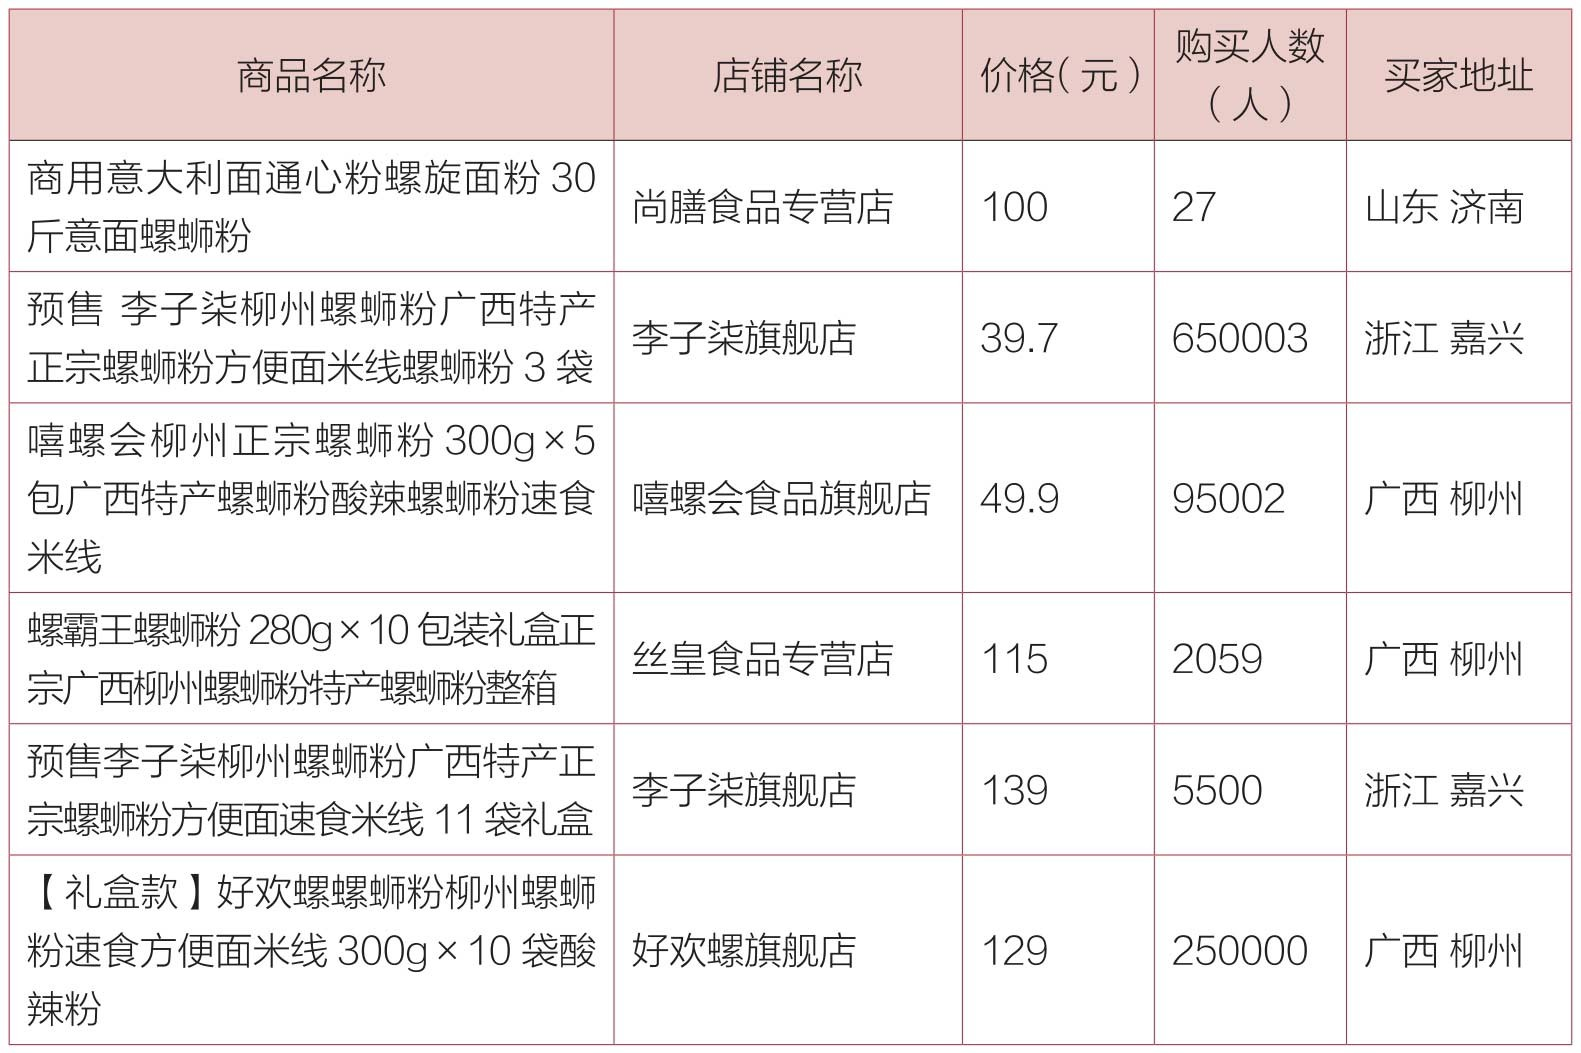 商品名称
店铺名称
价格(元)
购买人数
(人)
买家地址
商用意大利面通心粉螺旋面粉 30
斤意面螺蛳粉
尚膳食品专营店
100
27
山东 济南
预售 李子柒柳州螺蛳粉广西特产
正宗螺蛳粉方便面米线螺蛳粉 3 袋
李子柒旗舰店
39.7
650003
浙江 嘉兴
嘻螺会柳州正宗螺蛳粉 300g×5
包广西特产螺蛳粉酸辣螺蛳粉速食
米线
嘻螺会食品旗舰店
49.9
95002
广西 柳州
螺霸王螺蛳粉 280g×10 包装礼盒正
宗广西柳州螺蛳粉特产螺蛳粉整箱
丝皇食品专营店
115
2059
广西 柳州
预售李子柒柳州螺蛳粉广西特产正
宗螺蛳粉方便面速食米线 11 袋礼盒
李子柒旗舰店
139
5500
浙江 嘉兴
【礼盒款】好欢螺螺蛳粉柳州螺蛳
粉速食方便面米线 300g×10 袋酸
辣粉
好欢螺旗舰店
129
250000
广西 柳州